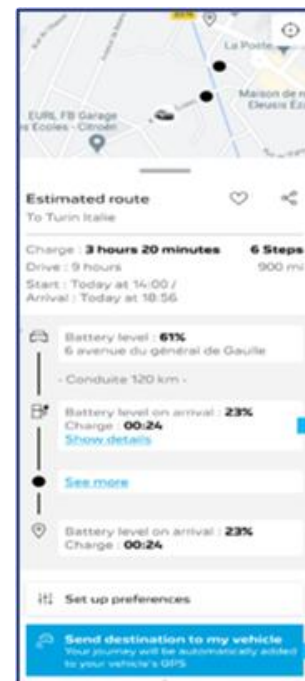 La Poste
Maison de
Eleusis
EURL FB Garage
Ecoles - Citroën
Estimated route
To Turin Italie
Charge : 3 hours 20 minutes 6 Steps
Drive : 9 hours 900 mi
Start : Today at 14:00 /
Arrival : Today at 18:56
Battery level : 61%
6 avenue du général de Gaulle
- Conduite 120 km -
Battery level on arrival : 23%
Charge : 00:24
Show details
See more
Battery level on arrival : 23%
Charge : 00:24
Set up preferences
Send destination to my vehicle
Your journey will be automatically added
to your vehicle's GPS